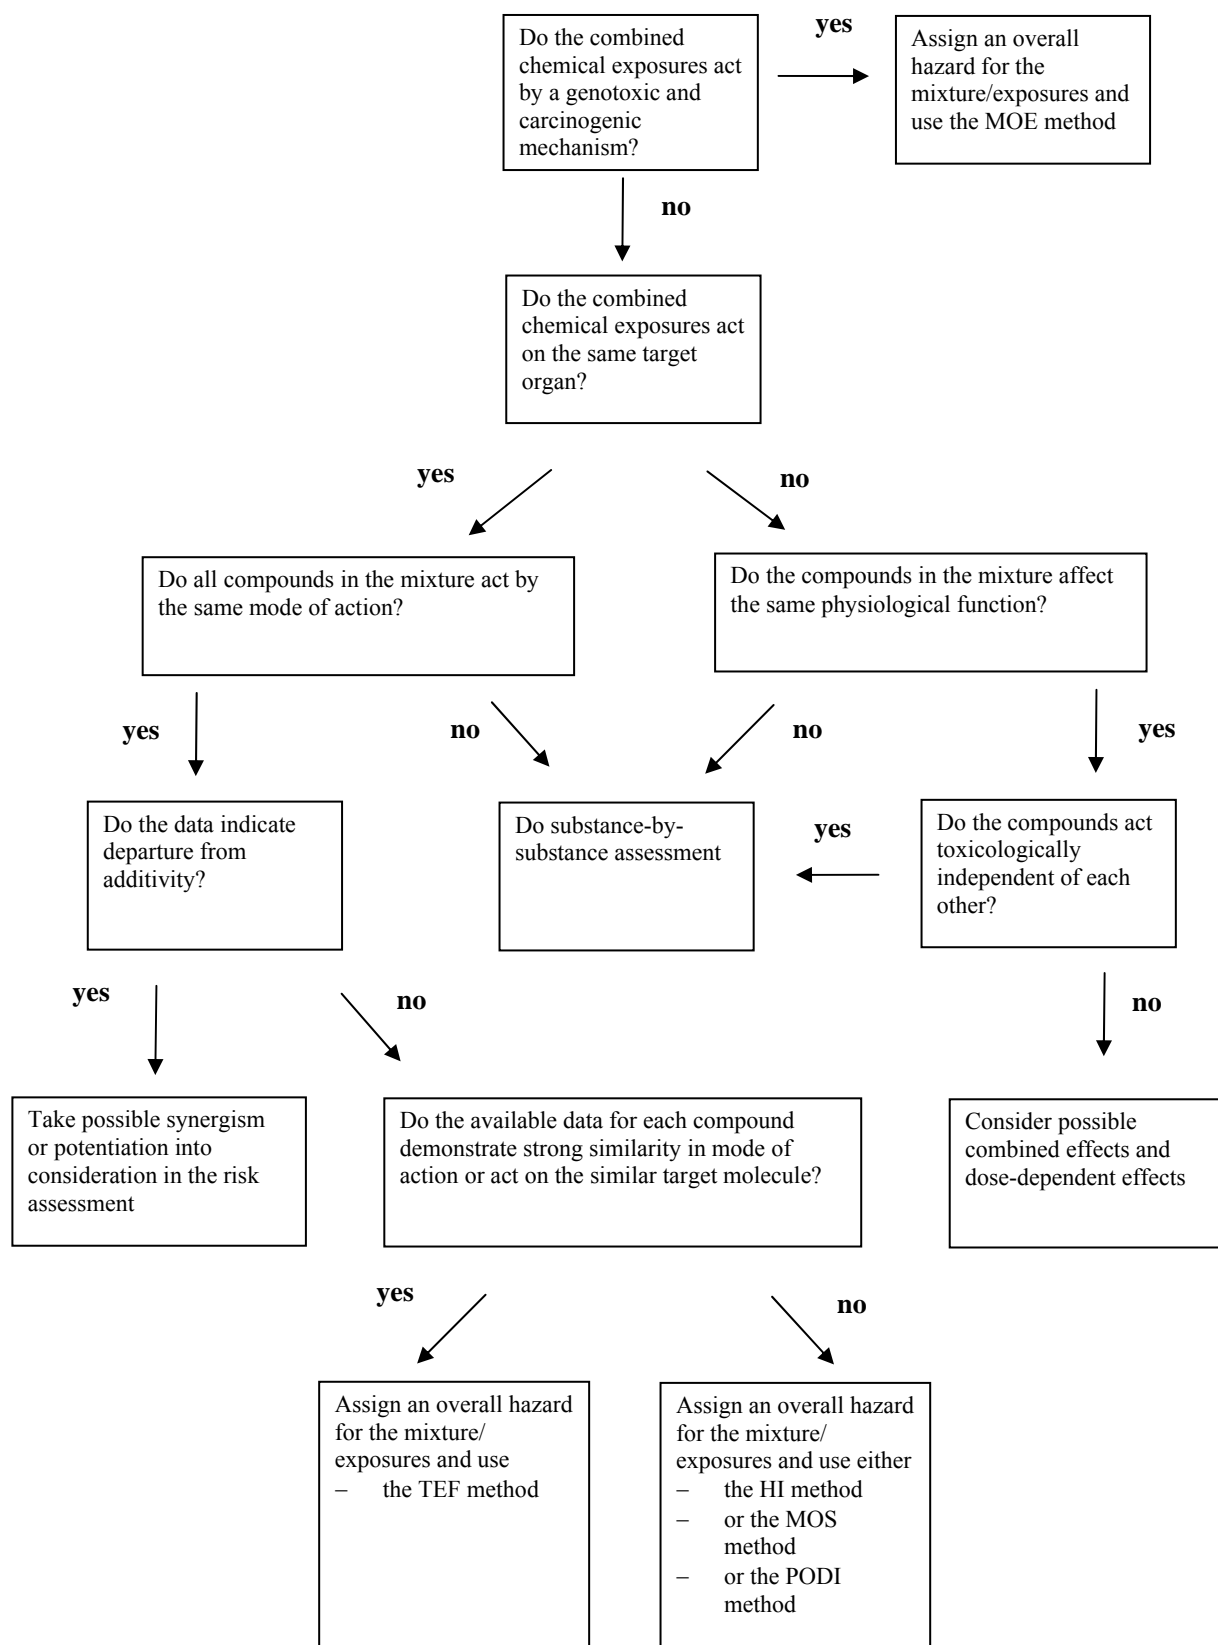 Do the combined
chemical exposures act
by a genotoxic and
carcinogenic
mechanism?
yes
Assign an overall
hazard for the
mixture/exposures and
use the MOE method
no
Do the combined
chemical exposures act
on the same target
organ?
yes
no
Do all compounds in the mixture act by
the same mode of action?
Do the compounds in the mixture affect
the same physiological function?
yes
no
no
yes
Do the data indicate
departure from
additivity?
Do substance-by-
substance assessment
yes
Do the compounds act
toxicologically
independent of each
other?
yes
no
no
Take possible synergism
or potentiation into
consideration in the risk
assessment
Do the available data for each compound
demonstrate strong similarity in mode of
action or act on the similar target molecule?
Consider possible
combined effects and
dose-dependent effects
yes
no
Assign an overall hazard
for the mixture/
exposures and use
– the TEF method
Assign an overall hazard
for the mixture/
exposures and use either
– the HI method
– or the MOS
method
– or the PODI
method